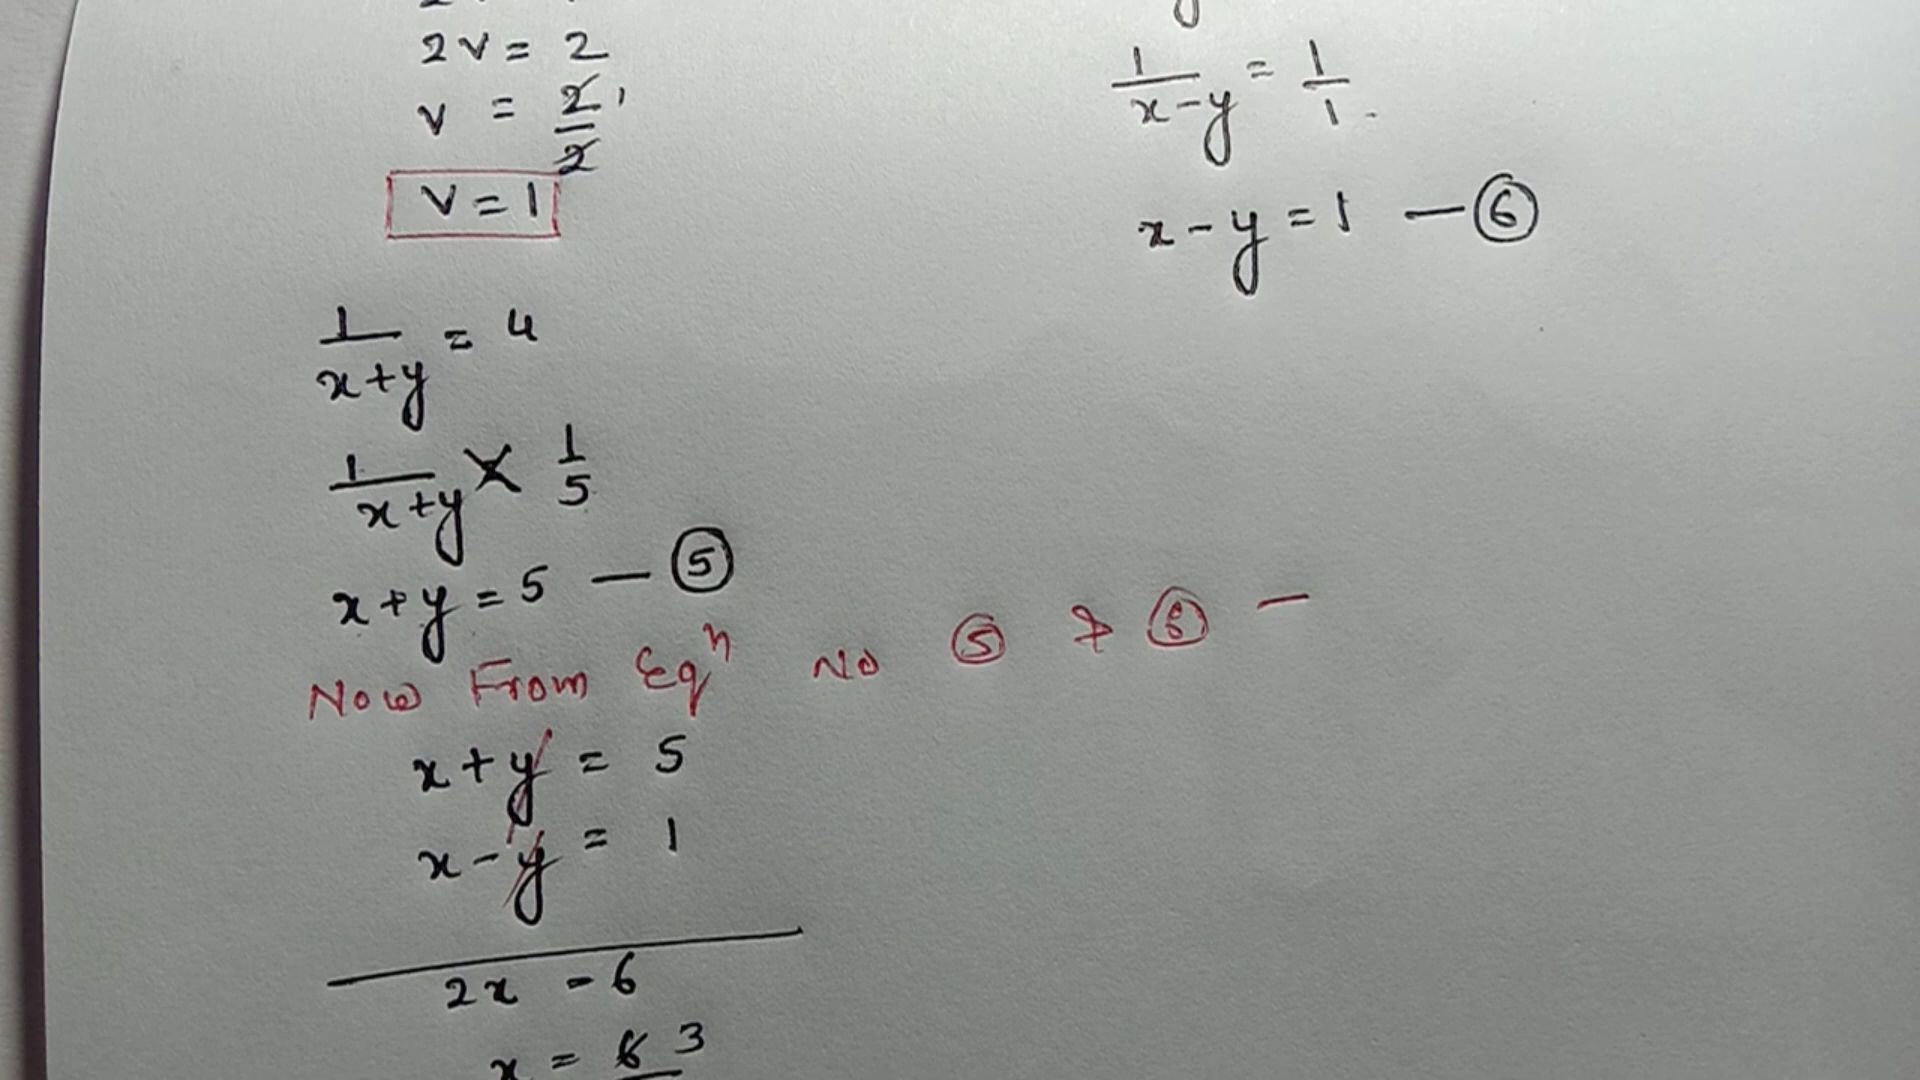 2v = 2
v = 2/2 1
v = 1
1/(x-y) = 1/1
x - y = 1 — ⑥
1/(x+y) = u
1/(x+y) × 1/5
x + y = 5 — ⑤
Now From Eqⁿ No ⑤ & ⑥ —
x + y = 5
x - y = 1
2x = 6
x = 6 3